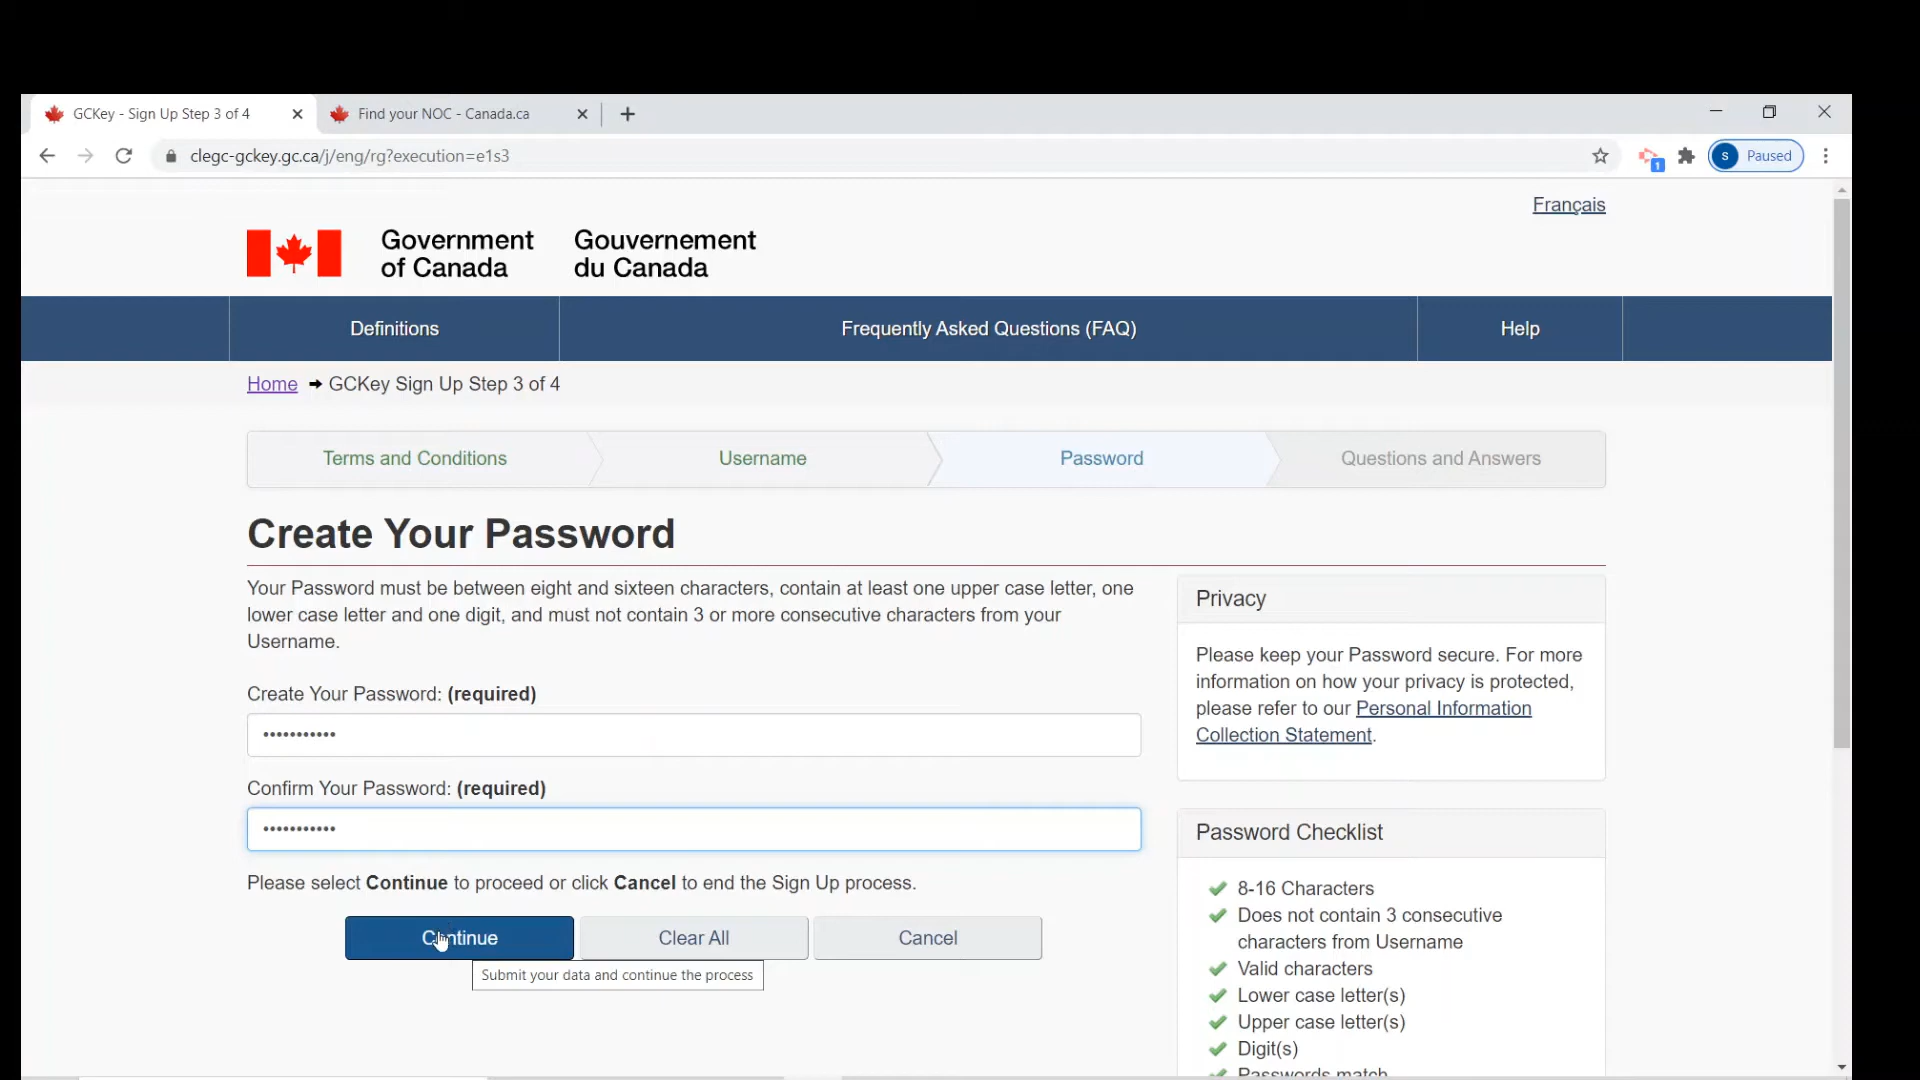 GCKey - Sign Up Step 3 of 4
Find your NOC - Canada.ca
clegc-gckey.gc.ca/j/eng/rg?execution=e1s3
1
S
Paused
Français
Government of Canada
Gouvernement du Canada
Definitions
Frequently Asked Questions (FAQ)
Help
Home ➞ GCKey Sign Up Step 3 of 4
Terms and Conditions
Username
Password
Questions and Answers
Create Your Password
Your Password must be between eight and sixteen characters, contain at least one upper case letter, one
lower case letter and one digit, and must not contain 3 or more consecutive characters from your
Username.
Create Your Password: (required)
•••••••••••
Confirm Your Password: (required)
•••••••••••
Please select Continue to proceed or click Cancel to end the Sign Up process.
Continue
Clear All
Cancel
Submit your data and continue the process
Privacy
Please keep your Password secure. For more
information on how your privacy is protected,
please refer to our Personal Information
Collection Statement.
Password Checklist
8-16 Characters
Does not contain 3 consecutive
characters from Username
Valid characters
Lower case letter(s)
Upper case letter(s)
Digit(s)
Passwords match